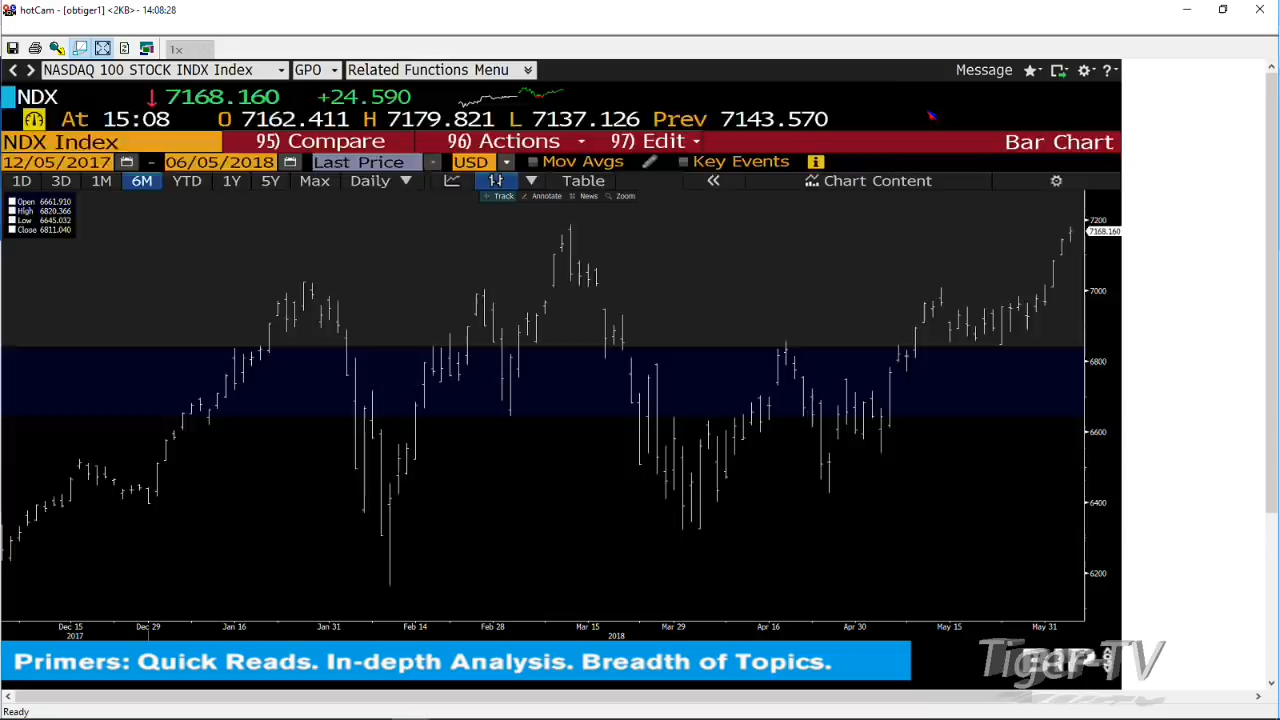 hotCam - [obtiger1] <2KB> - 14:08:28
1x
NASDAQ 100 STOCK INDX Index GPO Related Functions Menu Message
NDX 7168.160 +24.590
At 15:08 O 7162.411 H 7179.821 L 7137.126 Prev 7143.570
NDX Index 95) Compare 96) Actions 97) Edit Bar Chart
12/05/2017 - 06/05/2018 Last Price USD Mov Avgs Key Events
1D 3D 1M 6M YTD 1Y 5Y Max Daily Table Chart Content
Track Annotate News Zoom
Open 6661.910
High 6820.366
Low 6645.032
Close 6811.040
7200
7168.160
7000
6800
6600
6400
6200
Dec 15 Dec 29 Jan 16 Jan 31 Feb 14 Feb 28 Mar 15 Mar 29 Apr 16 Apr 30 May 15 May 31
2017 2018
Primers: Quick Reads. In-depth Analysis. Breadth of Topics.
Tiger-TV
Ready